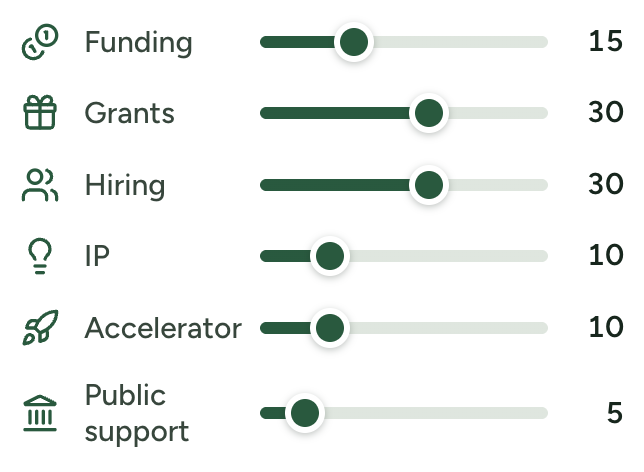 Funding 15
Grants 30
Hiring 30
IP 10
Accelerator 10
Public
support 5